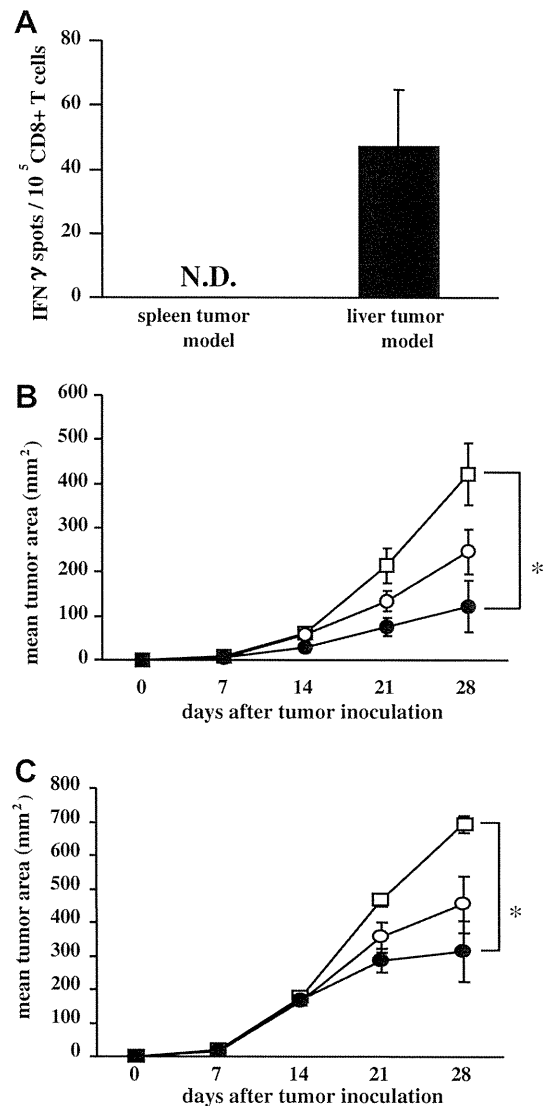 A
IFN γ spots / 10⁵ CD8+ T cells
80
60
40
20
0
N.D.
spleen tumor
model
liver tumor
model
B
mean tumor area (mm²)
600
500
400
300
200
100
0
*
0 7 14 21 28
days after tumor inoculation
C
mean tumor area (mm²)
800
700
600
500
400
300
200
100
0
*
0 7 14 21 28
days after tumor inoculation